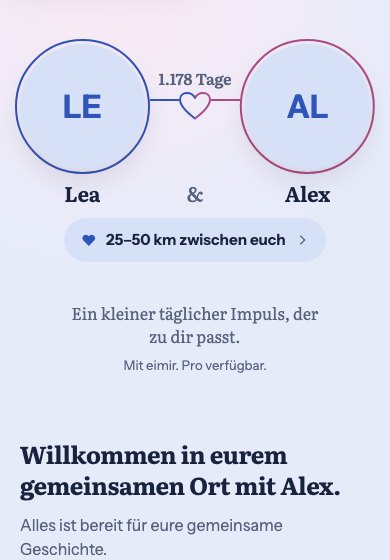 1.178 Tage
LE
AL
Lea & Alex
25–50 km zwischen euch
Ein kleiner täglicher Impuls, der
zu dir passt.
Mit eimir. Pro verfügbar.
Willkommen in eurem
gemeinsamen Ort mit Alex.
Alles ist bereit für eure gemeinsame
Geschichte.